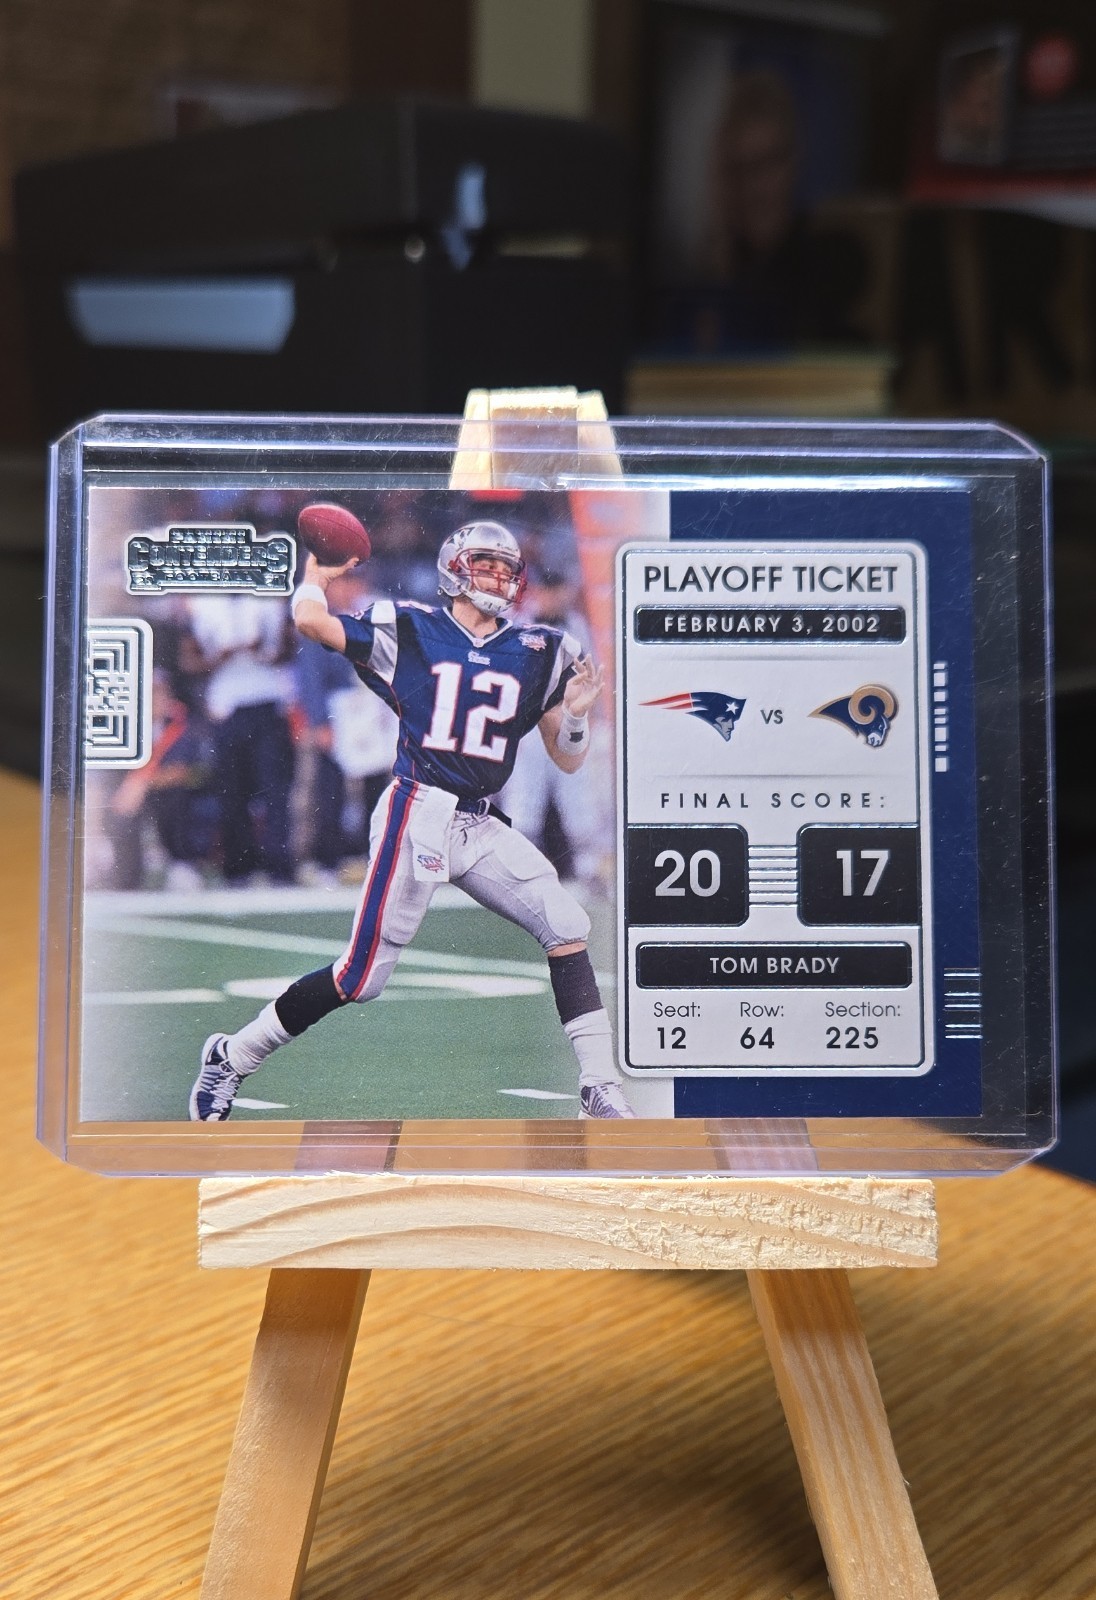 PANINI
CONTENDERS
FOOTBALL
PLAYOFF TICKET
FEBRUARY 3, 2002
VS
FINAL SCORE:
20 17
TOM BRADY
Seat: Row: Section:
12 64 225
12